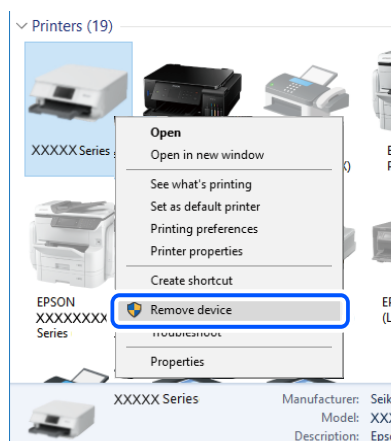 Printers (19)
XXXXX Series
Open
Open in new window
See what's printing
Set as default printer
Printing preferences
Printer properties
Create shortcut
Remove device
Troubleshoot
Properties
EPSON
XXXXXXXX
Series
XXXXX Series
Manufacturer:
Model:
Description: